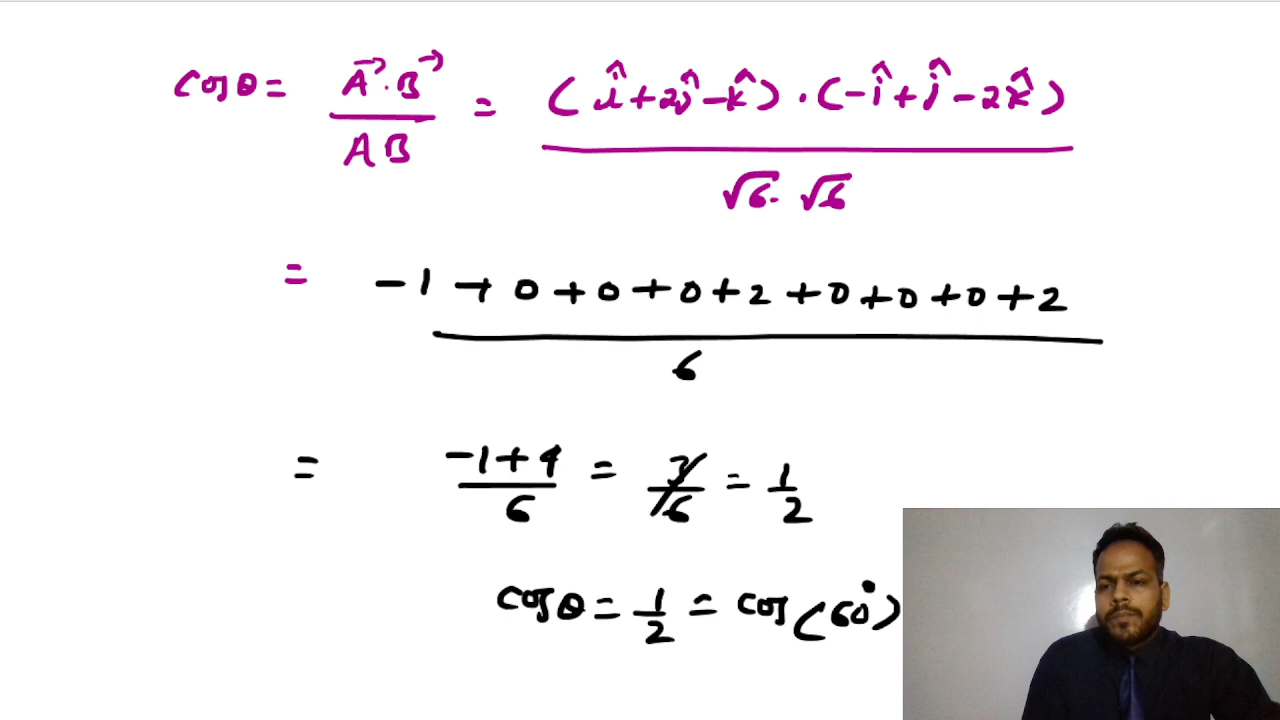 cosθ = A⃗·B⃗ / AB = (î+2ĵ-k̂)·(-î+ĵ-2k̂) / √6·√6
= -1+0+0+0+2+0+0+0+2 / 6
= -1+4 / 6 = 3/6 = 1/2
cosθ = 1/2 = cos(60°)